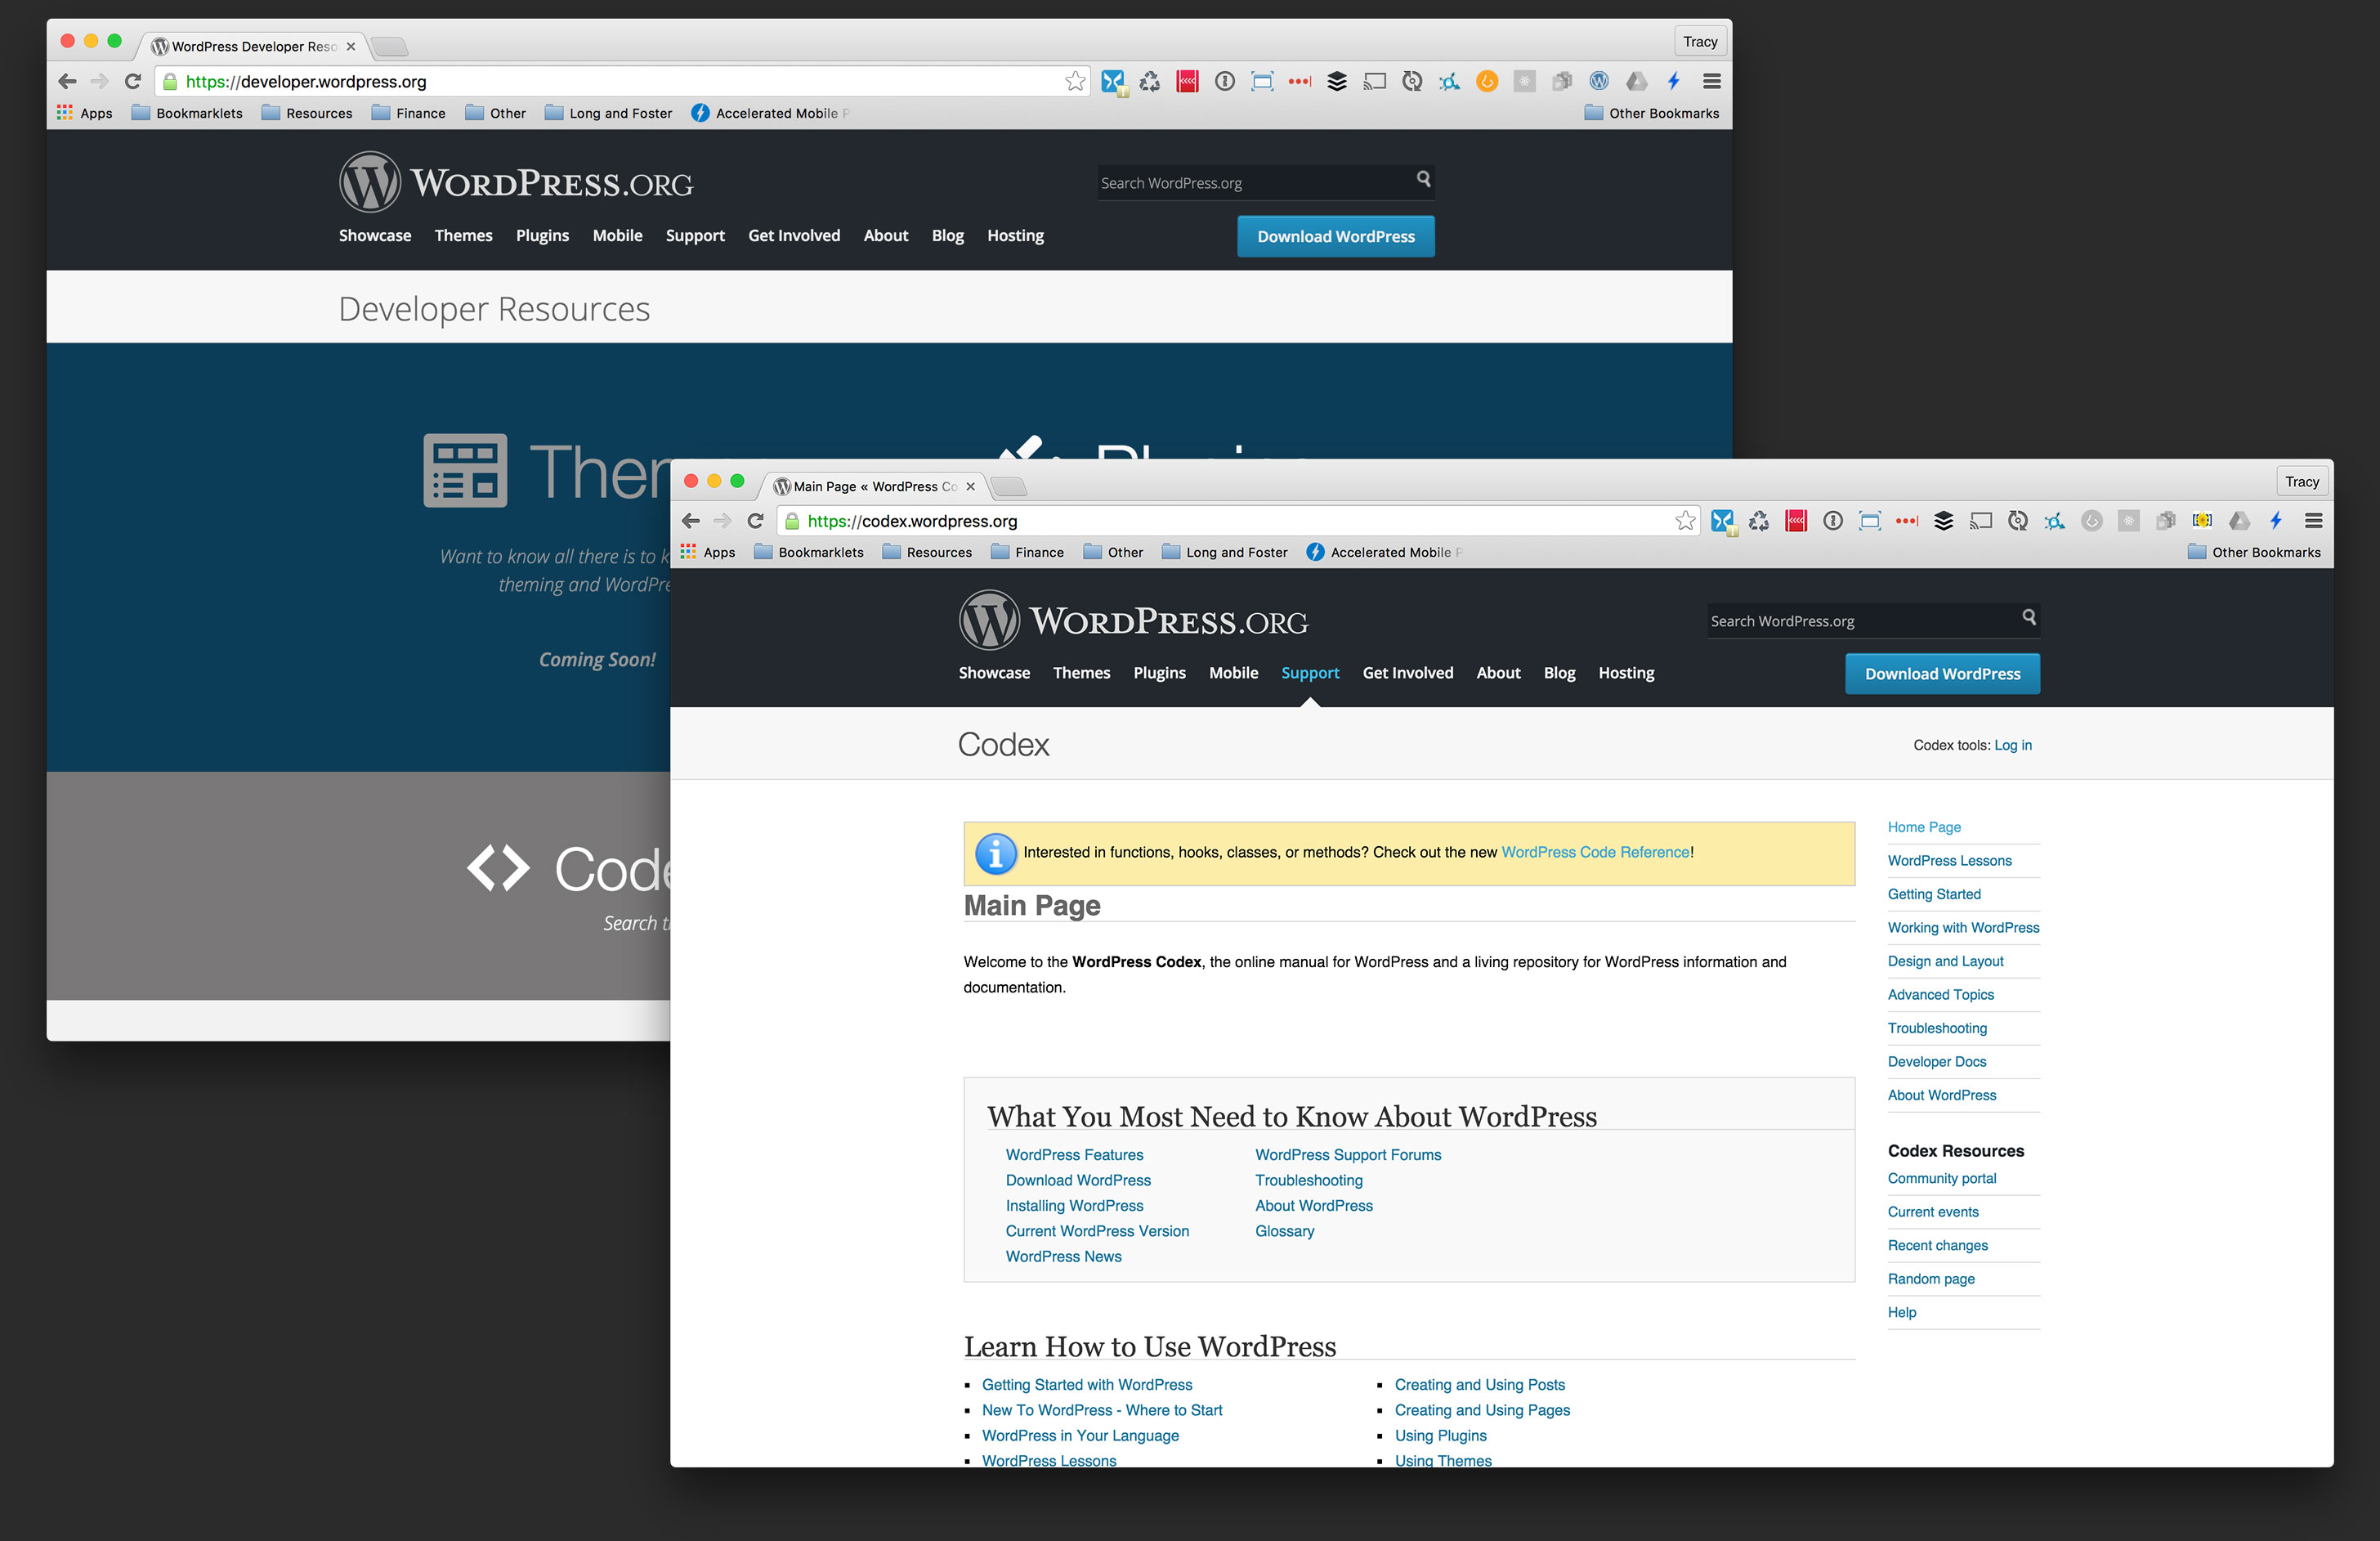 WordPress Developer Reso
Tracy
https://developer.wordpress.org
Apps Bookmarklets Resources Finance Other Long and Foster Accelerated Mobile P Other Bookmarks
WORDPRESS.ORG
Search WordPress.org
Showcase Themes Plugins Mobile Support Get Involved About Blog Hosting
Download WordPress
Developer Resources
Want to know all there is to k
theming and WordPre
Coming Soon!
Search t
Main Page « WordPress Co
Tracy
https://codex.wordpress.org
Apps Bookmarklets Resources Finance Other Long and Foster Accelerated Mobile P Other Bookmarks
WORDPRESS.ORG
Search WordPress.org
Showcase Themes Plugins Mobile Support Get Involved About Blog Hosting
Download WordPress
Codex
Codex tools: Log in
Interested in functions, hooks, classes, or methods? Check out the new WordPress Code Reference!
Main Page
Welcome to the WordPress Codex, the online manual for WordPress and a living repository for WordPress information and
documentation.
What You Most Need to Know About WordPress
WordPress Features
Download WordPress
Installing WordPress
Current WordPress Version
WordPress News
WordPress Support Forums
Troubleshooting
About WordPress
Glossary
Learn How to Use WordPress
Getting Started with WordPress
New To WordPress - Where to Start
WordPress in Your Language
WordPress Lessons
Creating and Using Posts
Creating and Using Pages
Using Plugins
Using Themes
Home Page
WordPress Lessons
Getting Started
Working with WordPress
Design and Layout
Advanced Topics
Troubleshooting
Developer Docs
About WordPress
Codex Resources
Community portal
Current events
Recent changes
Random page
Help